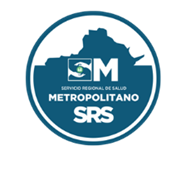 SM
SERVICIO REGIONAL DE SALUD
METROPOLITANO
SRS